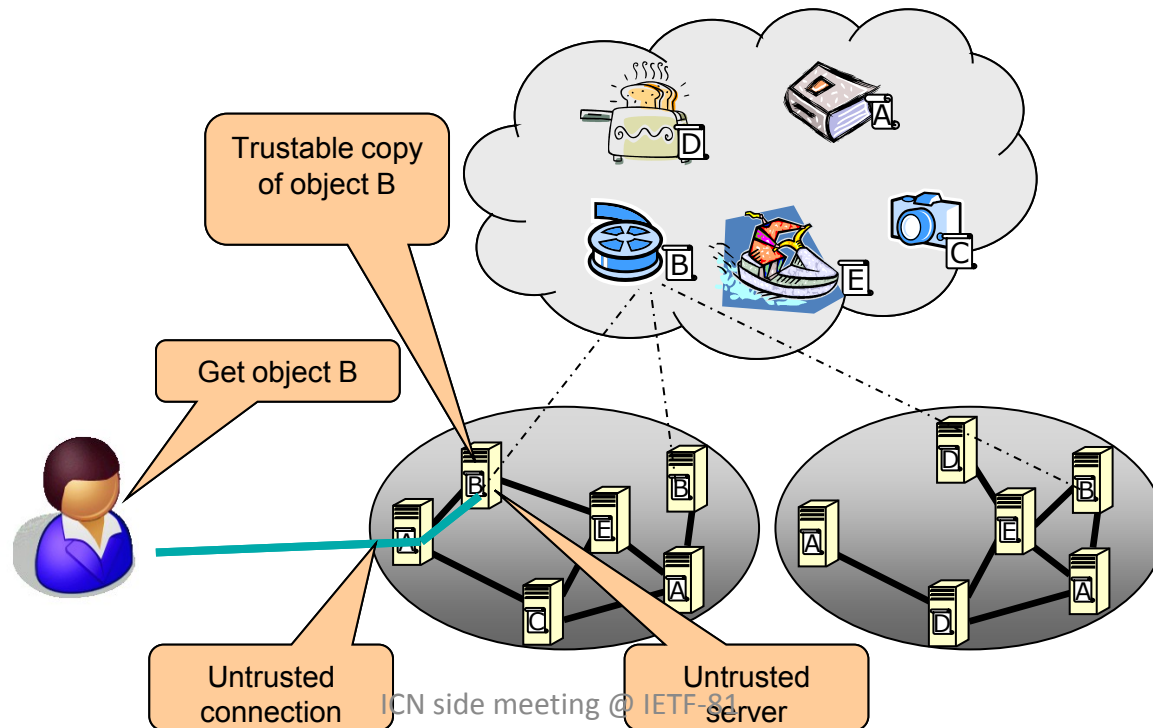 D
A
Trustable copy
of object B
B
E
C
Get object B
B
D
B
B
A
E
A
E
C
A
D
A
Untrusted
connection
Untrusted
server
ICN side meeting @ IETF-81